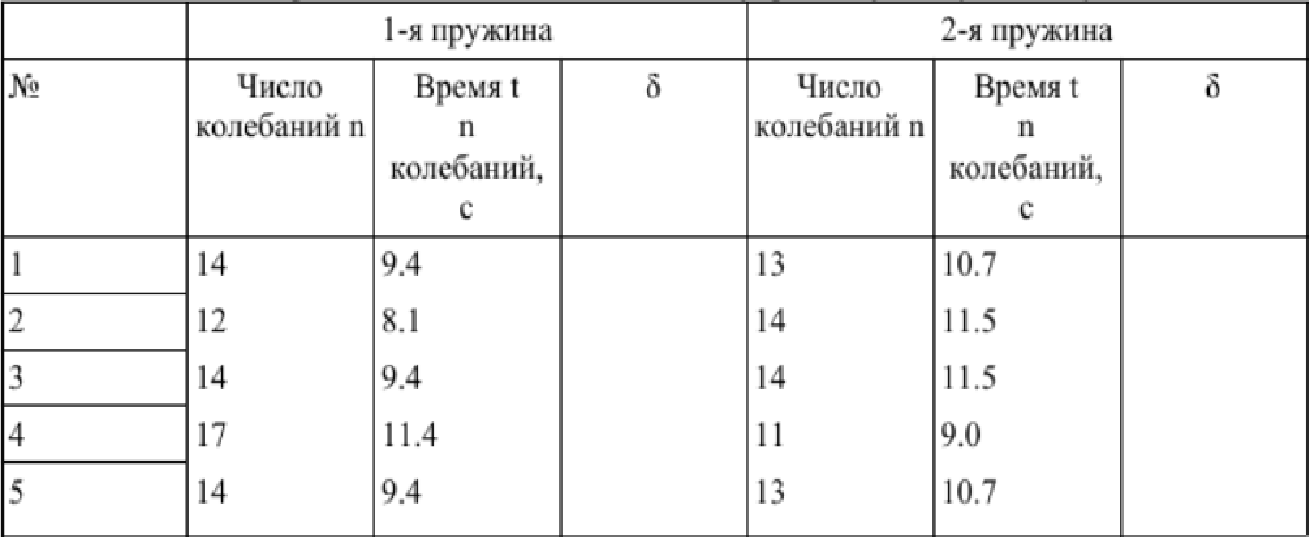 1-я пружина 2-я пружина
№ Число Время t δ Число Время t δ
колебаний n n колебаний n n
колебаний, колебаний,
с с
1 14 9.4 13 10.7
2 12 8.1 14 11.5
3 14 9.4 14 11.5
4 17 11.4 11 9.0
5 14 9.4 13 10.7